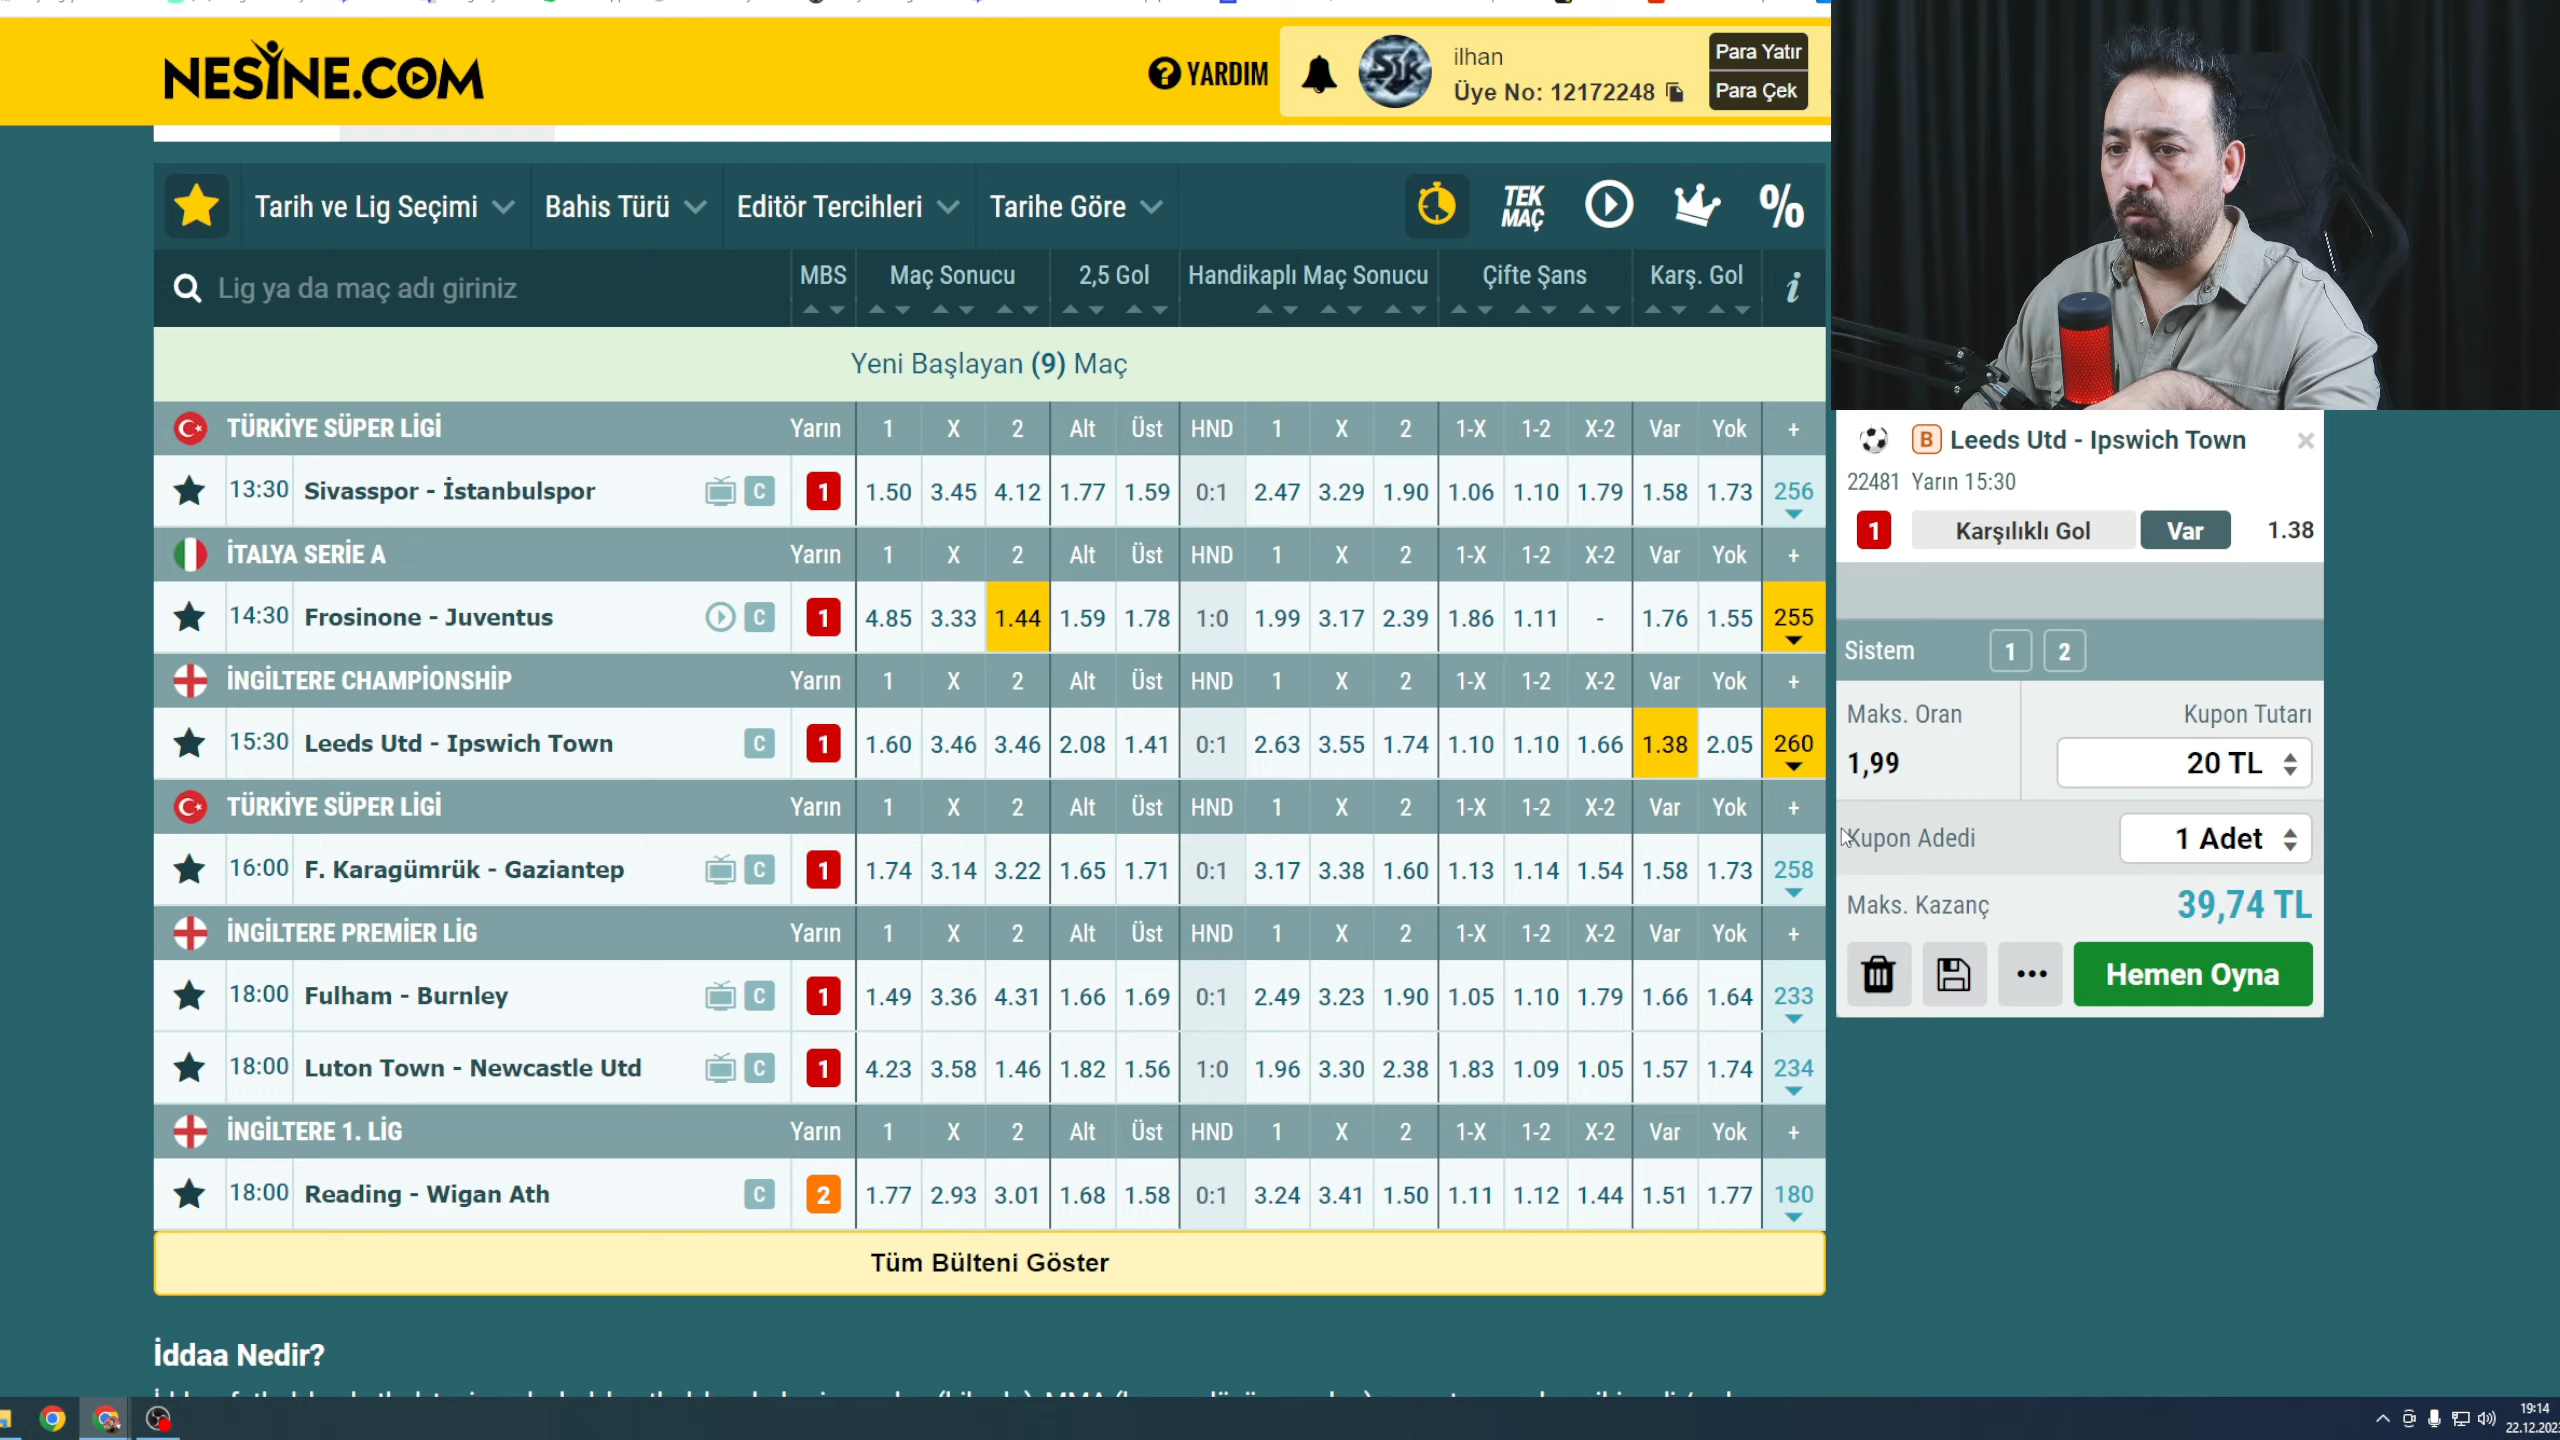 NESİNE.COM
YARDIM
ilhan
Üye No: 12172248
Para Yatır
Para Çek
Tarih ve Lig Seçimi
Bahis Türü
Editör Tercihleri
Tarihe Göre
TEK MAÇ
%
Lig ya da maç adı giriniz
MBS Maç Sonucu 2,5 Gol Handikaplı Maç Sonucu Çifte Şans Karş. Gol i
Yeni Başlayan (9) Maç
TÜRKİYE SÜPER LİGİ Yarın 1 X 2 Alt Üst HND 1 X 2 1-X 1-2 X-2 Var Yok +
13:30 Sivasspor - İstanbulspor C 1 1.50 3.45 4.12 1.77 1.59 0:1 2.47 3.29 1.90 1.06 1.10 1.79 1.58 1.73 256
İTALYA SERİE A Yarın 1 X 2 Alt Üst HND 1 X 2 1-X 1-2 X-2 Var Yok +
14:30 Frosinone - Juventus C 1 4.85 3.33 1.44 1.59 1.78 1:0 1.99 3.17 2.39 1.86 1.11 - 1.76 1.55 255
İNGİLTERE CHAMPİONSHİP Yarın 1 X 2 Alt Üst HND 1 X 2 1-X 1-2 X-2 Var Yok +
15:30 Leeds Utd - Ipswich Town C 1 1.60 3.46 3.46 2.08 1.41 0:1 2.63 3.55 1.74 1.10 1.10 1.66 1.38 2.05 260
TÜRKİYE SÜPER LİGİ Yarın 1 X 2 Alt Üst HND 1 X 2 1-X 1-2 X-2 Var Yok +
16:00 F. Karagümrük - Gaziantep C 1 1.74 3.14 3.22 1.65 1.71 0:1 3.17 3.38 1.60 1.13 1.14 1.54 1.58 1.73 258
İNGİLTERE PREMİER LİG Yarın 1 X 2 Alt Üst HND 1 X 2 1-X 1-2 X-2 Var Yok +
18:00 Fulham - Burnley C 1 1.49 3.36 4.31 1.66 1.69 0:1 2.49 3.23 1.90 1.05 1.10 1.79 1.66 1.64 233
18:00 Luton Town - Newcastle Utd C 1 4.23 3.58 1.46 1.82 1.56 1:0 1.96 3.30 2.38 1.83 1.09 1.05 1.57 1.74 234
İNGİLTERE 1. LİG Yarın 1 X 2 Alt Üst HND 1 X 2 1-X 1-2 X-2 Var Yok +
18:00 Reading - Wigan Ath C 2 1.77 2.93 3.01 1.68 1.58 0:1 3.24 3.41 1.50 1.11 1.12 1.44 1.51 1.77 180
Tüm Bülteni Göster
İddaa Nedir?
B Leeds Utd - Ipswich Town
22481 Yarın 15:30
1 Karşılıklı Gol Var 1.38
Sistem 1 2
Maks. Oran Kupon Tutarı
1,99 20 TL
Kupon Adedi 1 Adet
Maks. Kazanç 39,74 TL
Hemen Oyna
19:14
22.12.202